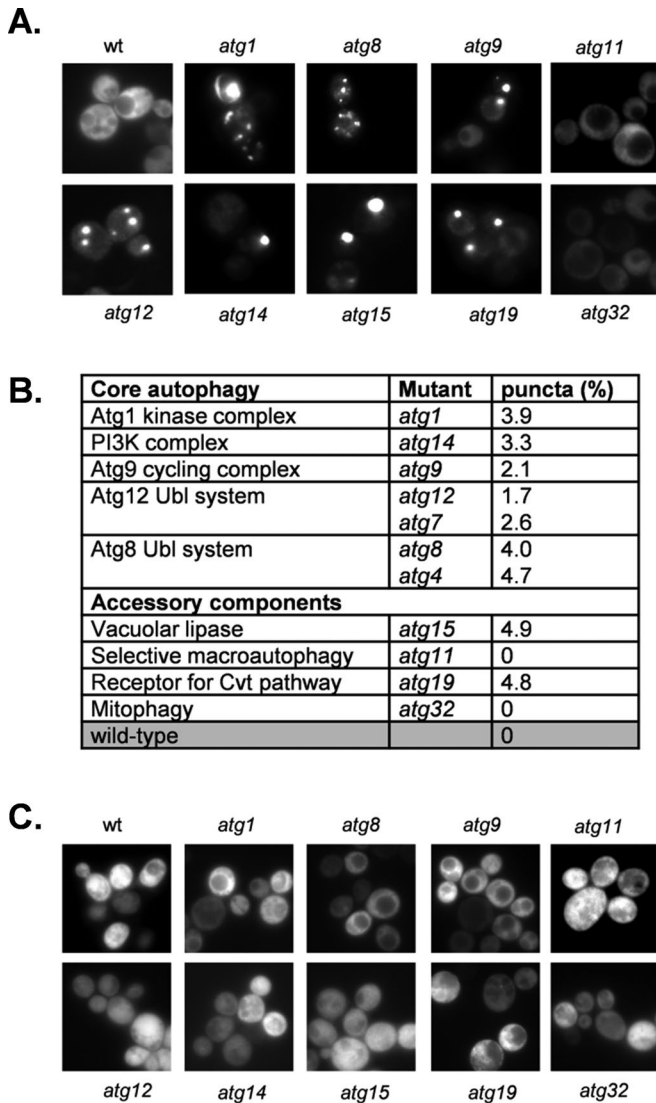 A.
wt atg1 atg8 atg9 atg11
atg12 atg14 atg15 atg19 atg32
B.
Core autophagy Mutant puncta (%)
Atg1 kinase complex atg1 3.9
PI3K complex atg14 3.3
Atg9 cycling complex atg9 2.1
Atg12 Ubl system atg12 1.7
atg7 2.6
Atg8 Ubl system atg8 4.0
atg4 4.7
Accessory components
Vacuolar lipase atg15 4.9
Selective macroautophagy atg11 0
Receptor for Cvt pathway atg19 4.8
Mitophagy atg32 0
wild-type 0
C.
wt atg1 atg8 atg9 atg11
atg12 atg14 atg15 atg19 atg32